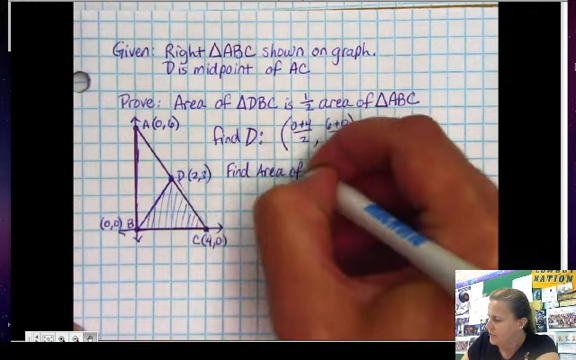 Given: Right △ABC shown on graph.
D is midpoint of AC
Prove: Area of △DBC is ½ area of △ABC
A(0,6)
find D: (0+4/2, 6+0
D(2,3)
Find Area of
(0,0) B
C(4,0)
NATION